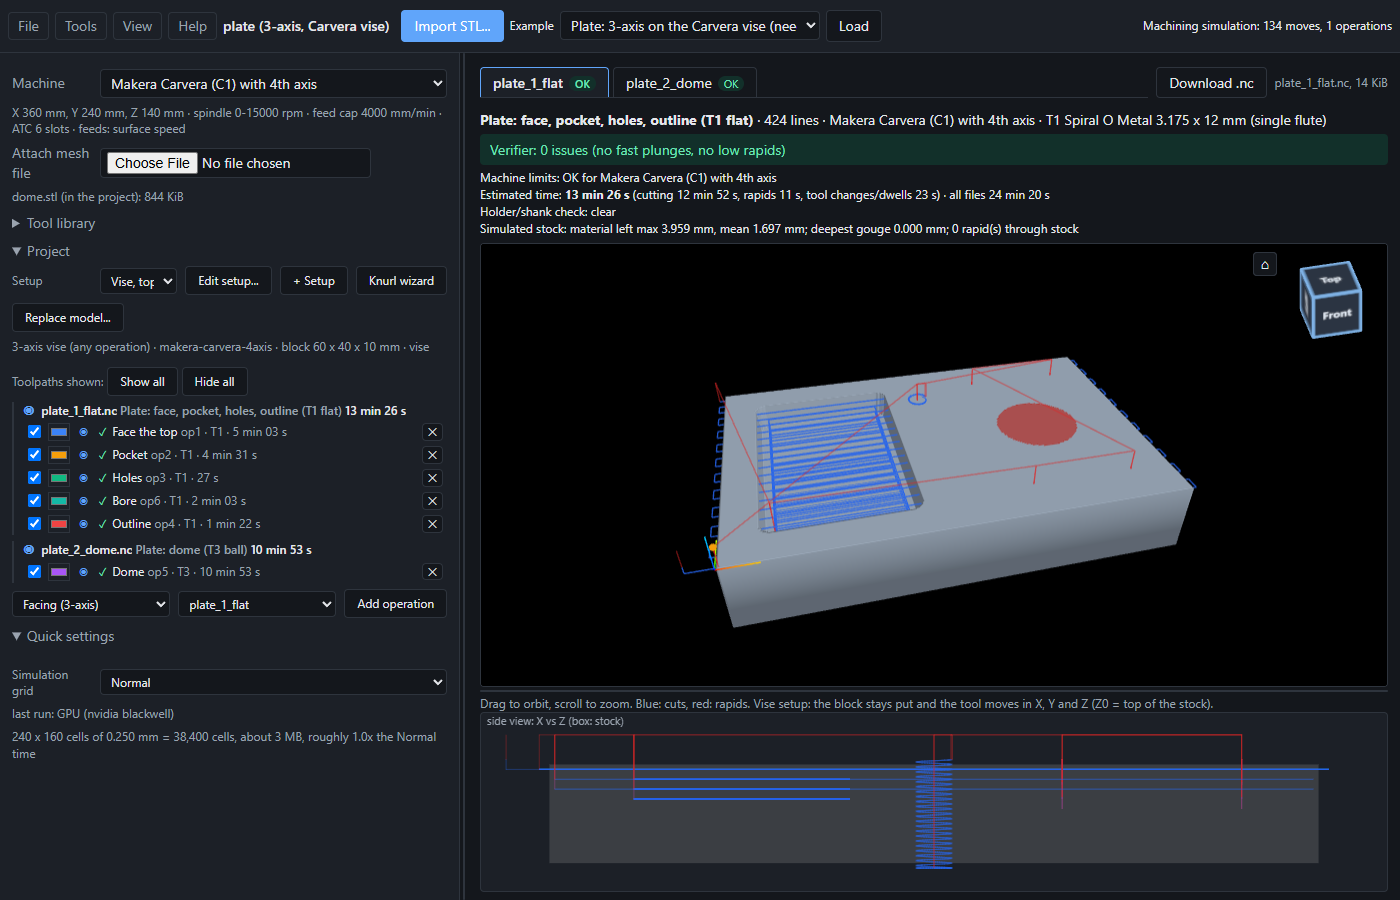 File Tools View Help plate (3-axis, Carvera vise) Import STL... Example Plate: 3-axis on the Carvera vise (nee Load Machining simulation: 134 moves, 1 operations
Machine Makera Carvera (C1) with 4th axis
X 360 mm, Y 240 mm, Z 140 mm · spindle 0-15000 rpm · feed cap 4000 mm/min ·
ATC 6 slots · feeds: surface speed
Attach mesh
file
Choose File No file chosen
dome.stl (in the project): 844 KiB
Tool library
Project
Setup Vise, top Edit setup... + Setup Knurl wizard
Replace model...
3-axis vise (any operation) · makera-carvera-4axis · block 60 x 40 x 10 mm · vise
Toolpaths shown: Show all Hide all
plate_1_flat.nc Plate: face, pocket, holes, outline (T1 flat) 13 min 26 s
✓ Face the top op1 · T1 · 5 min 03 s ×
✓ Pocket op2 · T1 · 4 min 31 s ×
✓ Holes op3 · T1 · 27 s ×
✓ Bore op6 · T1 · 2 min 03 s ×
✓ Outline op4 · T1 · 1 min 22 s ×
plate_2_dome.nc Plate: dome (T3 ball) 10 min 53 s
✓ Dome op5 · T3 · 10 min 53 s ×
Facing (3-axis) plate_1_flat Add operation
Quick settings
Simulation
grid
Normal
last run: GPU (nvidia blackwell)
240 x 160 cells of 0.250 mm = 38,400 cells, about 3 MB, roughly 1.0x the Normal
time
plate_1_flat OK plate_2_dome OK Download .nc plate_1_flat.nc, 14 KiB
Plate: face, pocket, holes, outline (T1 flat) · 424 lines · Makera Carvera (C1) with 4th axis · T1 Spiral O Metal 3.175 x 12 mm (single flute)
Verifier: 0 issues (no fast plunges, no low rapids)
Machine limits: OK for Makera Carvera (C1) with 4th axis
Estimated time: 13 min 26 s (cutting 12 min 52 s, rapids 11 s, tool changes/dwells 23 s) · all files 24 min 20 s
Holder/shank check: clear
Simulated stock: material left max 3.959 mm, mean 1.697 mm; deepest gouge 0.000 mm; 0 rapid(s) through stock
Top
Front
Drag to orbit, scroll to zoom. Blue: cuts, red: rapids. Vise setup: the block stays put and the tool moves in X, Y and Z (Z0 = top of the stock).
side view: X vs Z (box: stock)